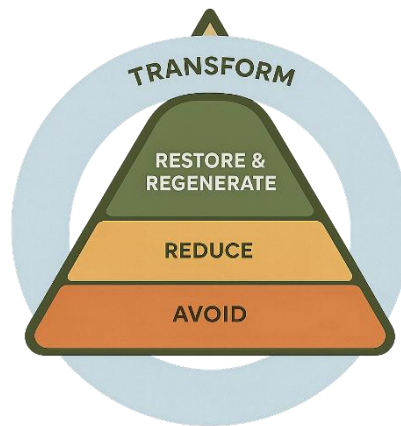 TRANSFORM
RESTORE &
REGENERATE
REDUCE
AVOID